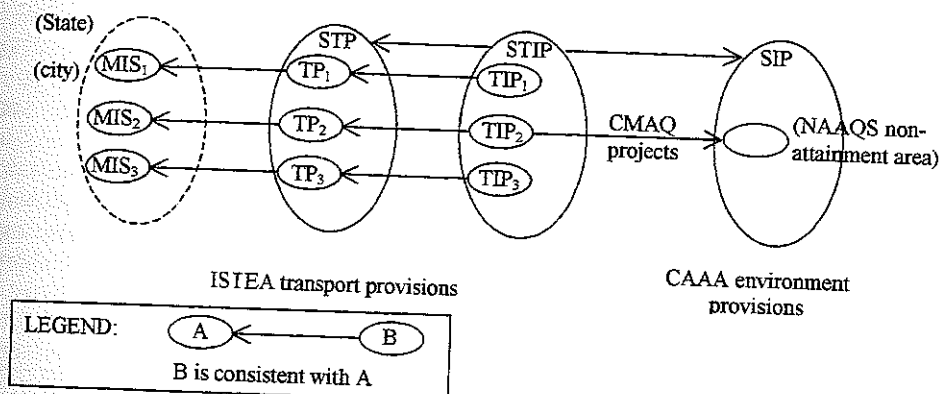 (State)
STP
STIP
SIP
(city)
MIS₁
TP₁
TIP₁
MIS₂
TP₂
TIP₂
CMAQ
projects
(NAAQS non-
attainment area)
MIS₃
TP₃
TIP₃
ISTEA transport provisions
CAAA environment
provisions
LEGEND:
A
B
B is consistent with A